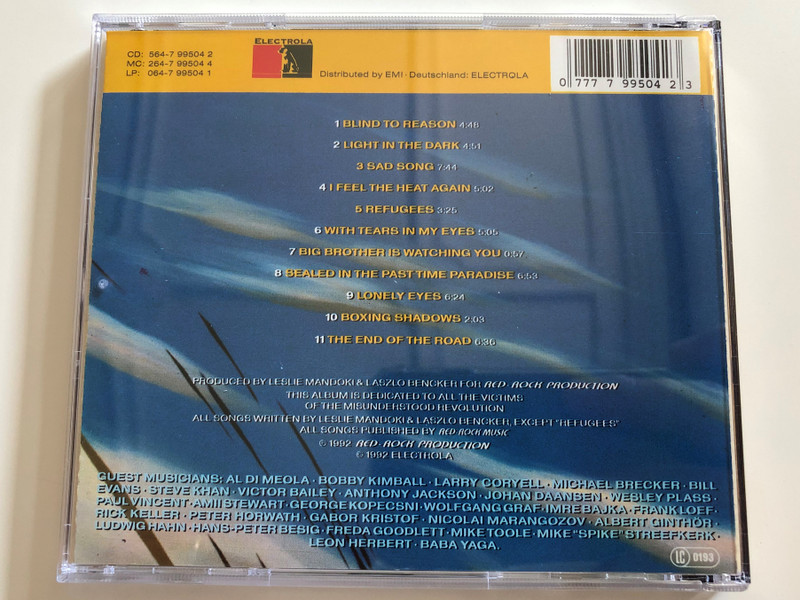 CD: 564-7 99504 2
MC: 264-7 99504 4
LP: 064-7 99504 1
ELECTROLA
Distributed by EMI · Deutschland: ELECTROLA
0 777 7 99504 2 3
1 BLIND TO REASON 4:48
2 LIGHT IN THE DARK 4:51
3 SAD SONG 7:44
4 I FEEL THE HEAT AGAIN 5:02
5 REFUGEES 3:25
6 WITH TEARS IN MY EYES 5:05
7 BIG BROTHER IS WATCHING YOU 0:57
8 SEALED IN THE PAST TIME PARADISE 6:53
9 LONELY EYES 6:24
10 BOXING SHADOWS 2:03
11 THE END OF THE ROAD 6:36
PRODUCED BY LESLIE MANDOKI & LASZLO BENCKER FOR RED-ROCK PRODUCTION
THIS ALBUM IS DEDICATED TO ALL THE VICTIMS
OF THE MISUNDERSTOOD REVOLUTION
ALL SONGS WRITTEN BY LESLIE MANDOKI & LASZLO BENCKER, EXCEPT "REFUGEES"
ALL SONGS PUBLISHED BY RED ROCK MUSIC
℗ 1992 RED-ROCK PRODUCTION
© 1992 ELECTROLA
GUEST MUSICIANS: AL DI MEOLA · BOBBY KIMBALL · LARRY CORYELL · MICHAEL BRECKER · BILL
EVANS · STEVE KHAN · VICTOR BAILEY · ANTHONY JACKSON · JOHAN DAANSEN · WESLEY PLASS ·
PAUL VINCENT · AMII STEWART · GEORGE KOPECSNI · WOLFGANG GRAF · IMRE BAJKA · FRANK LOEF ·
RICK KELLER · PETER HORWATH · GABOR KRISTOF · NICOLAI MARANGOZOV · ALBERT GINTHÖR ·
LUDWIG HAHN · HANS-PETER BESIG · FREDA GOODLETT · MIKE TOOLE · MIKE "SPIKE" STREEFKERK ·
LEON HERBERT · BABA YAGA.
LC 0193